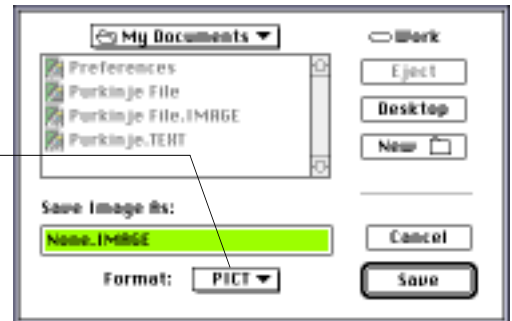 My Documents
Work
Preferences
Purkinje File
Purkinje File.IMAGE
Purkinje.TEXT
Eject
Desktop
New
Save Image As:
None.IMAGE
Cancel
Format: PICT
Save